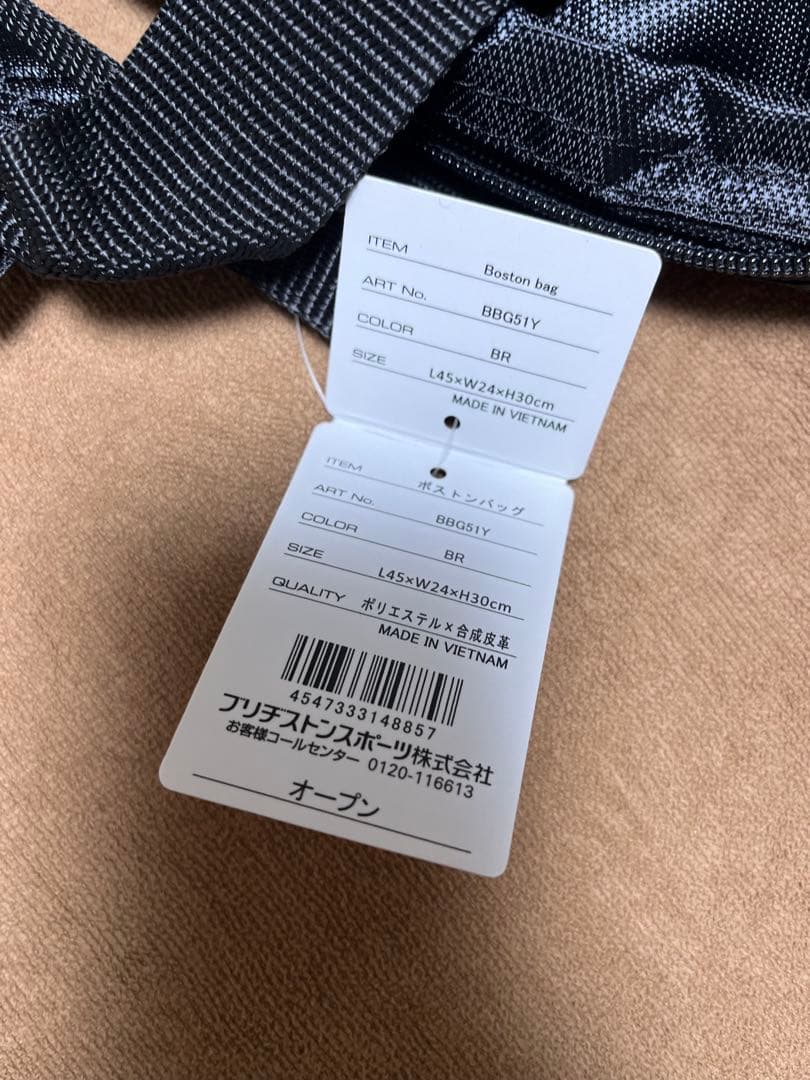 ITEM Boston bag
ART No. BBG51Y
COLOR BR
SIZE L45×W24×H30cm
MADE IN VIETNAM
ITEM ボストンバッグ
ART No. BBG51Y
COLOR BR
SIZE L45×W24×H30cm
QUALITY ポリエステル×合成皮革
MADE IN VIETNAM
4547333148857
ブリヂストンスポーツ株式会社
お客様コールセンター 0120-116613
オープン